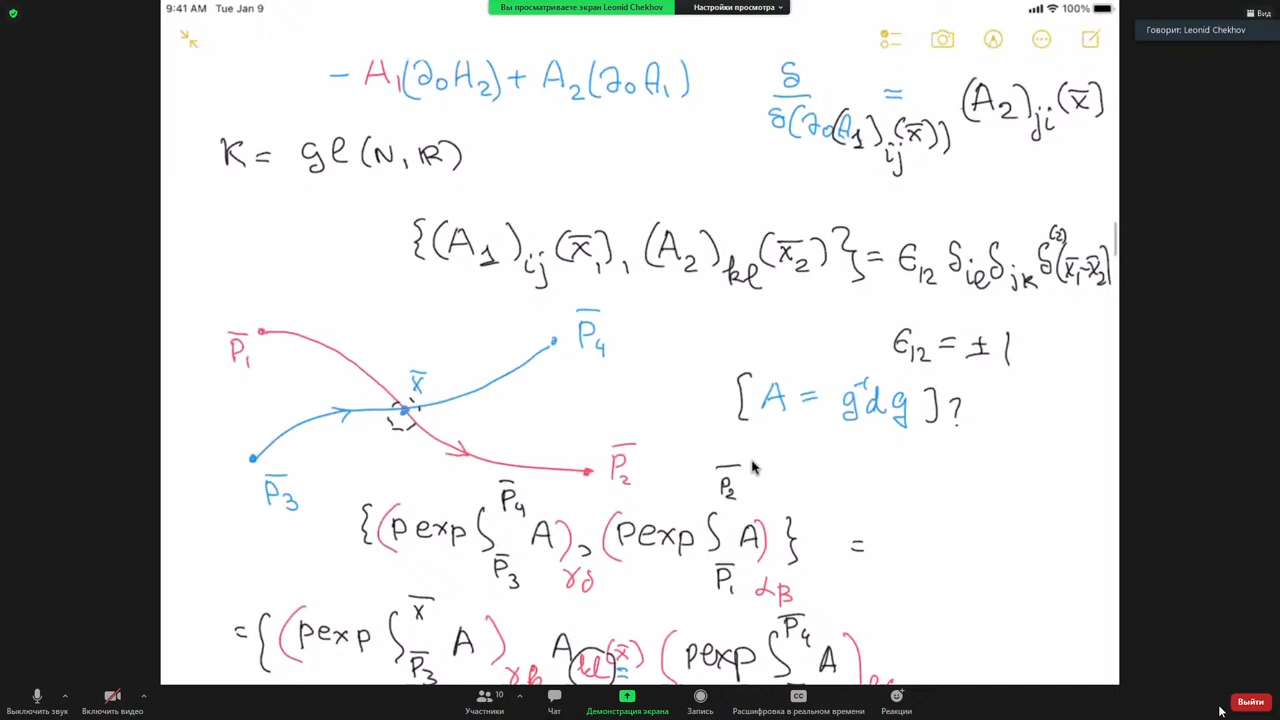 9:41 AM Tue Jan 9 Вы просматриваете экран Leonid Chekhov Настройки просмотра 100% Вид
Говорит: Leonid Chekhov
− A₁(∂₀A₂) + A₂(∂₀A₁) δ/δ(∂₀(A₁)ᵢⱼ(x̄)) = (A₂)ⱼᵢ(x̄)
K = gl(N, ℝ)
{(A₁)ᵢⱼ(x̄₁), (A₂)ₖₗ(x̄₂)} = ϵ₁₂ δᵢₗ δⱼₖ δ⁽²⁾(x̄₁−x̄₂)
ϵ₁₂ = ±1
P̄₁ P̄₄
x̄
[A = g⁻¹dg]?
P̄₃ P̄₂
{(Pexp ∫_{P̄₃}^{P̄₄} A)_{γδ}, (Pexp ∫_{P̄₁}^{P̄₂} A)_{αβ}} =
= {(Pexp ∫_{P̄₃}^{x̄} A) A_{kl}(x̄) (Pexp ∫^{P̄₄} A)
Выключить звук Включить видео 10 Участники Чат Демонстрация экрана Запись Расшифровка в реальном времени Реакции Выйти